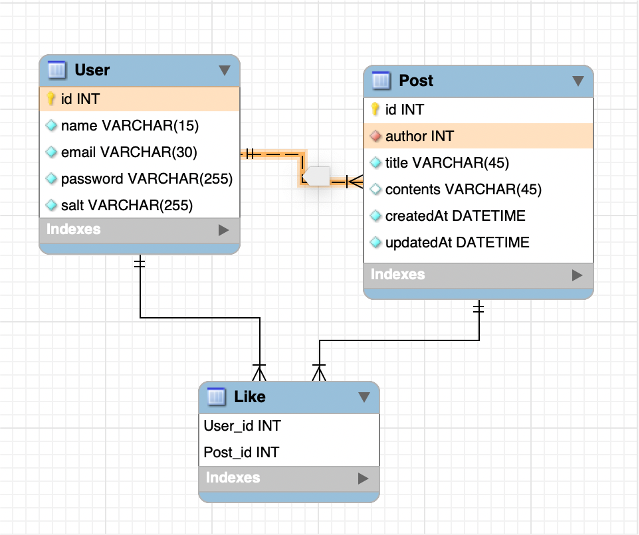 User
id INT
name VARCHAR(15)
email VARCHAR(30)
password VARCHAR(255)
salt VARCHAR(255)
Indexes
Post
id INT
author INT
title VARCHAR(45)
contents VARCHAR(45)
createdAt DATETIME
updatedAt DATETIME
Indexes
Like
User_id INT
Post_id INT
Indexes